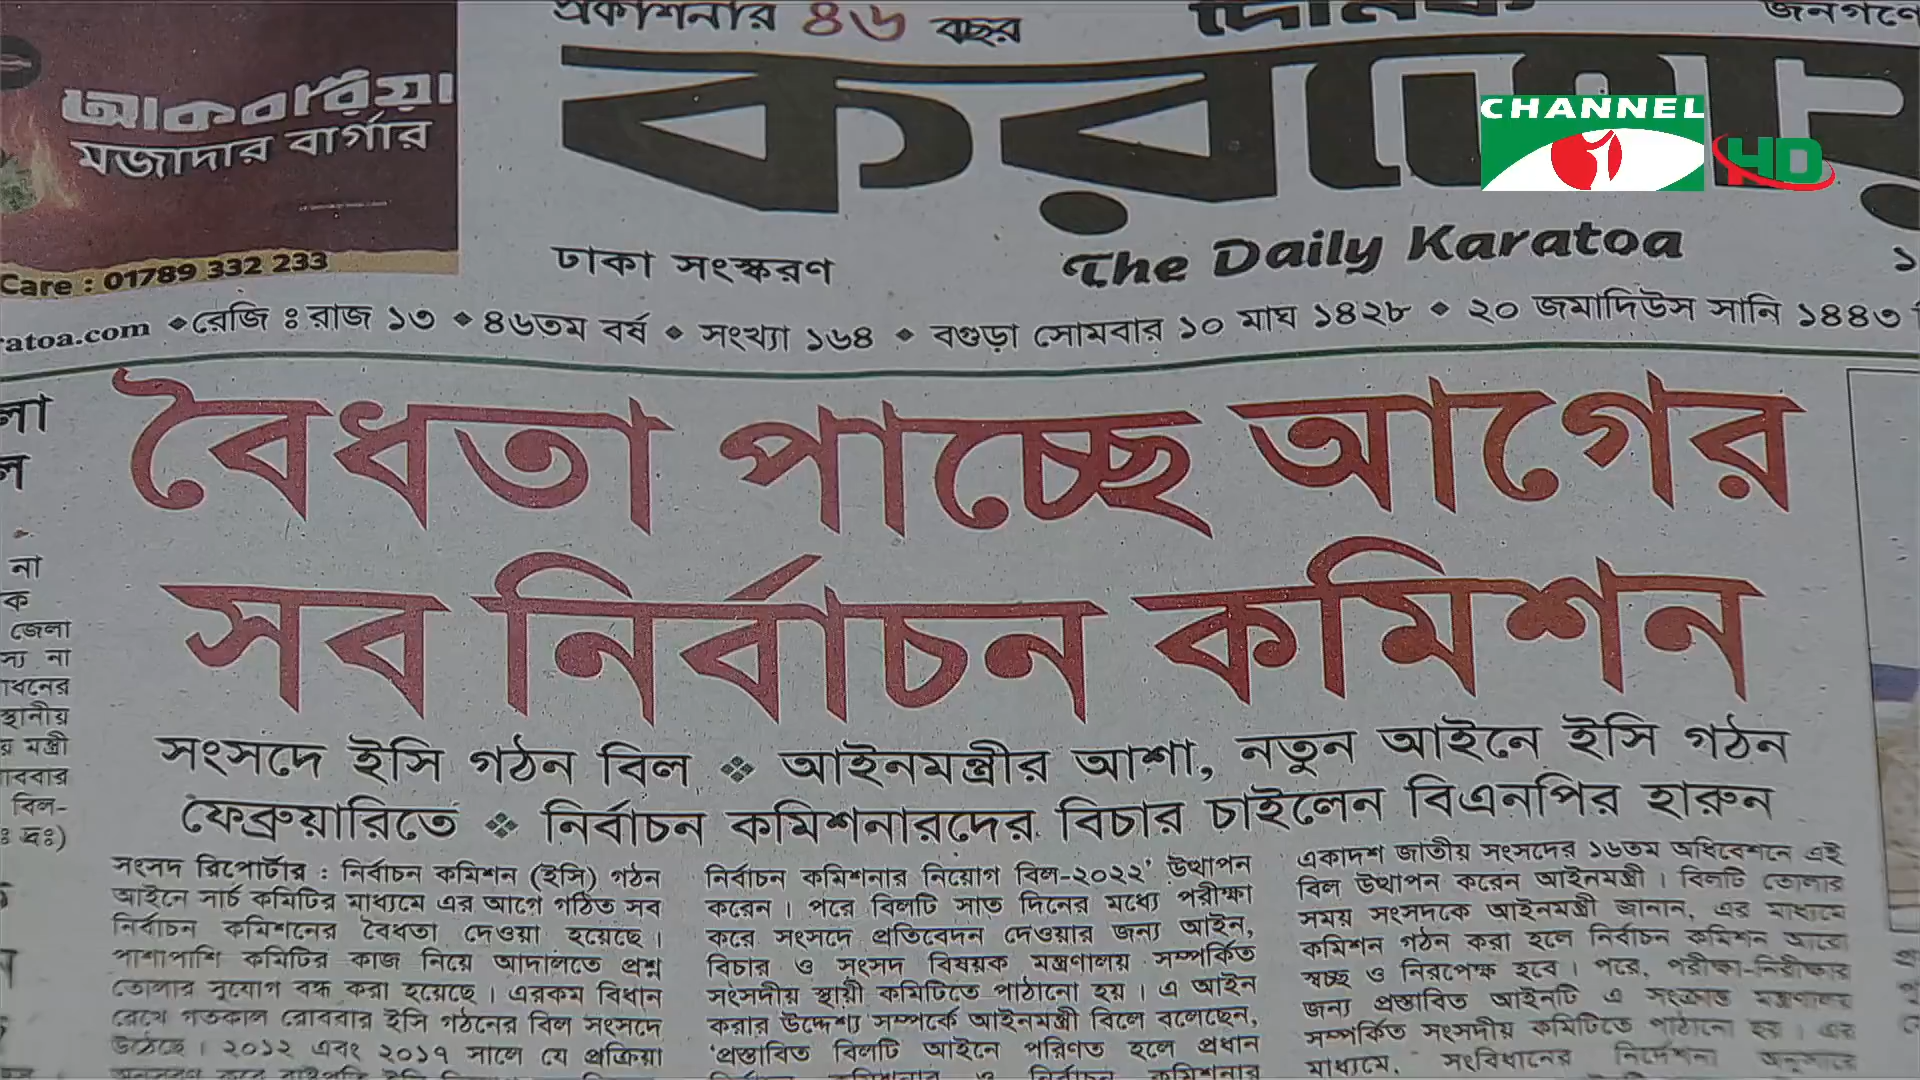 প্রকাশনার ৪৬ বছর
দৈনিক
আকবরিয়া
মজাদার বার্গার
Care : 01789 332 233
CHANNEL
HD
ঢাকা সংস্করণ
The Daily Karatoa
atoa.com ◆রেজি ঃ রাজ ১৩ ◆ ৪৬তম বর্ষ ◆ সংখ্যা ১৬৪ ◆ বগুড়া সোমবার ১০ মাঘ ১৪২৮ ◆ ২০ জমাদিউস সানি ১৪৪৩
বৈধতা পাচ্ছে আগের
সব নির্বাচন কমিশন
সংসদে ইসি গঠন বিল ❖ আইনমন্ত্রীর আশা, নতুন আইনে ইসি গঠন
ফেব্রুয়ারিতে ❖ নির্বাচন কমিশনারদের বিচার চাইলেন বিএনপির হারুন
সংসদ রিপোর্টার : নির্বাচন কমিশন (ইসি) গঠন
আইনে সার্চ কমিটির মাধ্যমে এর আগে গঠিত সব
নির্বাচন কমিশনের বৈধতা দেওয়া হয়েছে।
পাশাপাশি কমিটির কাজ নিয়ে আদালতে প্রশ্ন
তোলার সুযোগ বন্ধ করা হয়েছে। এরকম বিধান
রেখে গতকাল রোববার ইসি গঠনের বিল সংসদে
উঠেছে। ২০১২ এবং ২০১৭ সালে যে প্রক্রিয়া
নির্বাচন কমিশনার নিয়োগ বিল-২০২২' উত্থাপন
করেন। পরে বিলটি সাত দিনের মধ্যে পরীক্ষা
করে সংসদে প্রতিবেদন দেওয়ার জন্য আইন,
বিচার ও সংসদ বিষয়ক মন্ত্রণালয় সম্পর্কিত
সংসদীয় স্থায়ী কমিটিতে পাঠানো হয়। এ আইন
করার উদ্দেশ্য সম্পর্কে আইনমন্ত্রী বিলে বলেছেন,
'প্রস্তাবিত বিলটি আইনে পরিণত হলে প্রধান
নির্বাচন কমিশনার ও নির্বাচন কমিশনার
একাদশ জাতীয় সংসদের ১৬তম অধিবেশনে এই
বিল উত্থাপন করেন আইনমন্ত্রী। বিলটি তোলার
সময় সংসদকে আইনমন্ত্রী জানান, এর মাধ্যমে
কমিশন গঠন করা হলে নির্বাচন কমিশন আরো
স্বচ্ছ ও নিরপেক্ষ হবে। পরে, পরীক্ষা-নিরীক্ষার
জন্য প্রস্তাবিত আইনটি এ সংক্রান্ত মন্ত্রণালয়
সম্পর্কিত সংসদীয় কমিটিতে পাঠানো হয়। এর
মাধ্যমে, সংবিধানের নির্দেশনা অনুসারে
না
ক
জেলা
স্থানীয়
মন্ত্রী
বিল-